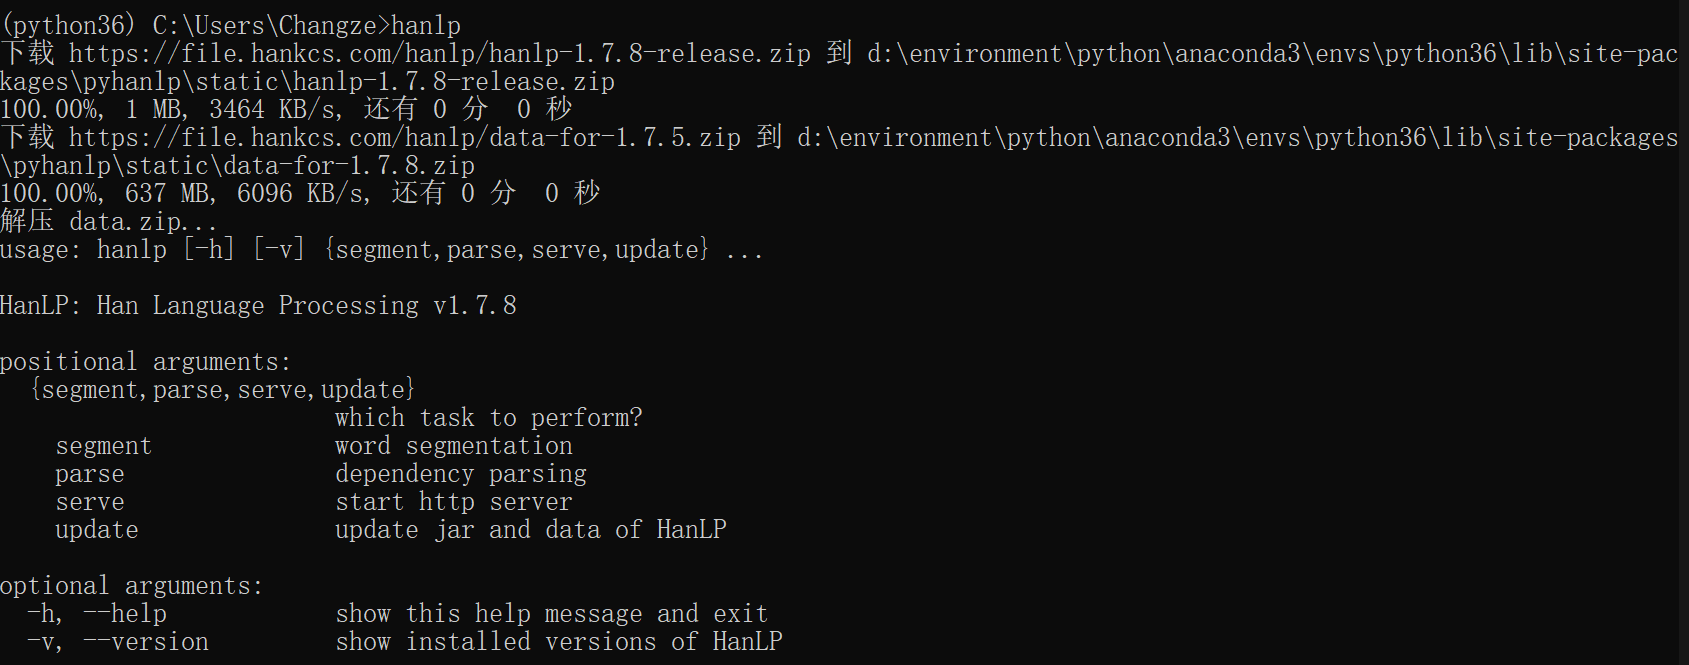 (python36) C:\Users\Changze>hanlp
下载 https://file.hankcs.com/hanlp/hanlp-1.7.8-release.zip 到 d:\environment\python\anaconda3\envs\python36\lib\site-pac
kages\pyhanlp\static\hanlp-1.7.8-release.zip
100.00%, 1 MB, 3464 KB/s, 还有 0 分  0 秒
下载 https://file.hankcs.com/hanlp/data-for-1.7.5.zip 到 d:\environment\python\anaconda3\envs\python36\lib\site-packages
\pyhanlp\static\data-for-1.7.8.zip
100.00%, 637 MB, 6096 KB/s, 还有 0 分  0 秒
解压 data.zip...
usage: hanlp [-h] [-v] {segment,parse,serve,update} ...
HanLP: Han Language Processing v1.7.8
positional arguments:
  {segment,parse,serve,update}
                        which task to perform?
    segment             word segmentation
    parse               dependency parsing
    serve               start http server
    update              update jar and data of HanLP
optional arguments:
  -h, --help            show this help message and exit
  -v, --version         show installed versions of HanLP